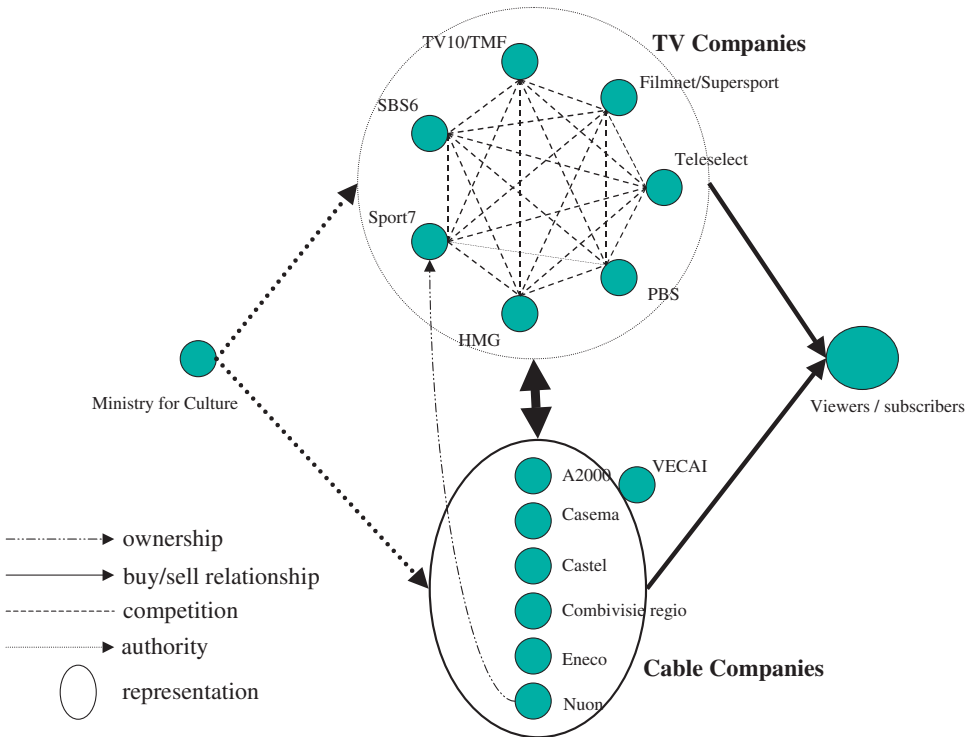 TV10/TMF
TV Companies
Filmnet/Supersport
SBS6
Teleselect
Sport7
PBS
HMG
Ministry for Culture
Viewers / subscribers
A2000
VECAI
Casema
ownership
Castel
buy/sell relationship
competition
Combivisie regio
authority
Eneco
Cable Companies
representation
Nuon